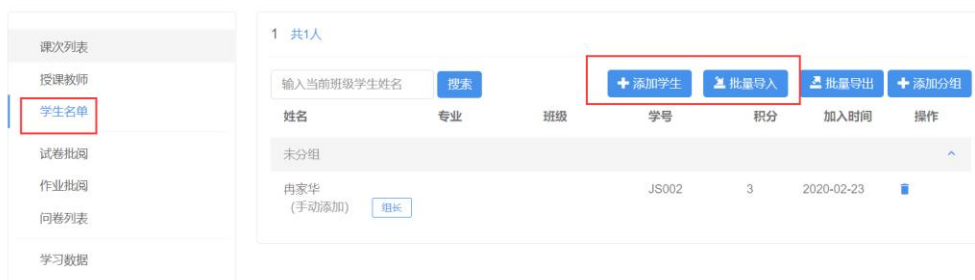 课次列表
授课教师
学生名单
试卷批阅
作业批阅
问卷列表
学习数据
1 共1人
输入当前班级学生姓名 搜索 添加学生 批量导入 批量导出 添加分组
姓名 专业 班级 学号 积分 加入时间 操作
未分组
冉家华 JS002 3 2020-02-23
(手动添加) 组长